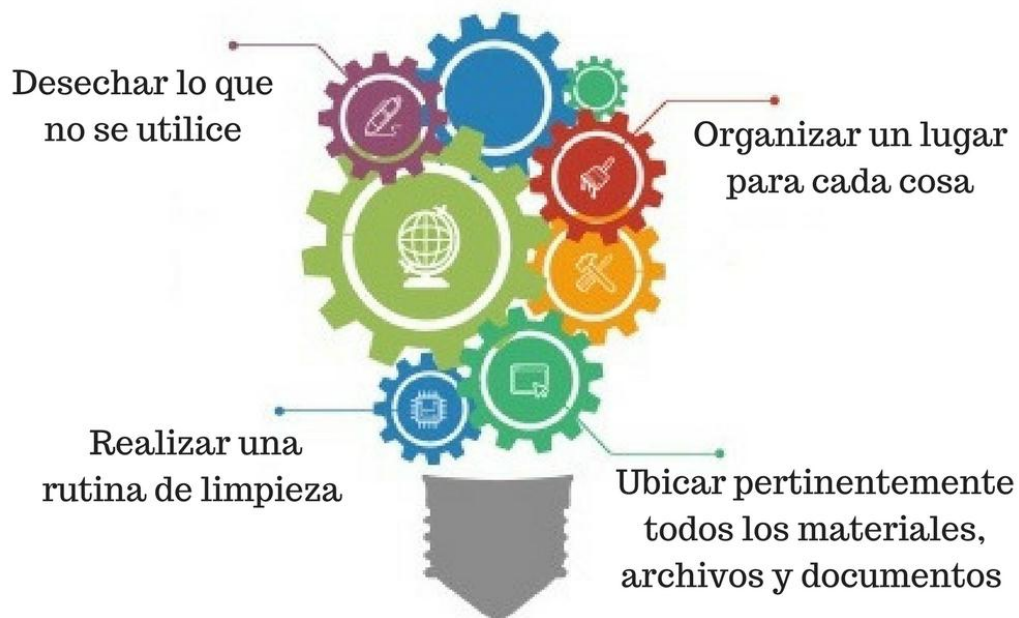 Desechar lo que
no se utilice
Organizar un lugar
para cada cosa
Realizar una
rutina de limpieza
Ubicar pertinentemente
todos los materiales,
archivos y documentos